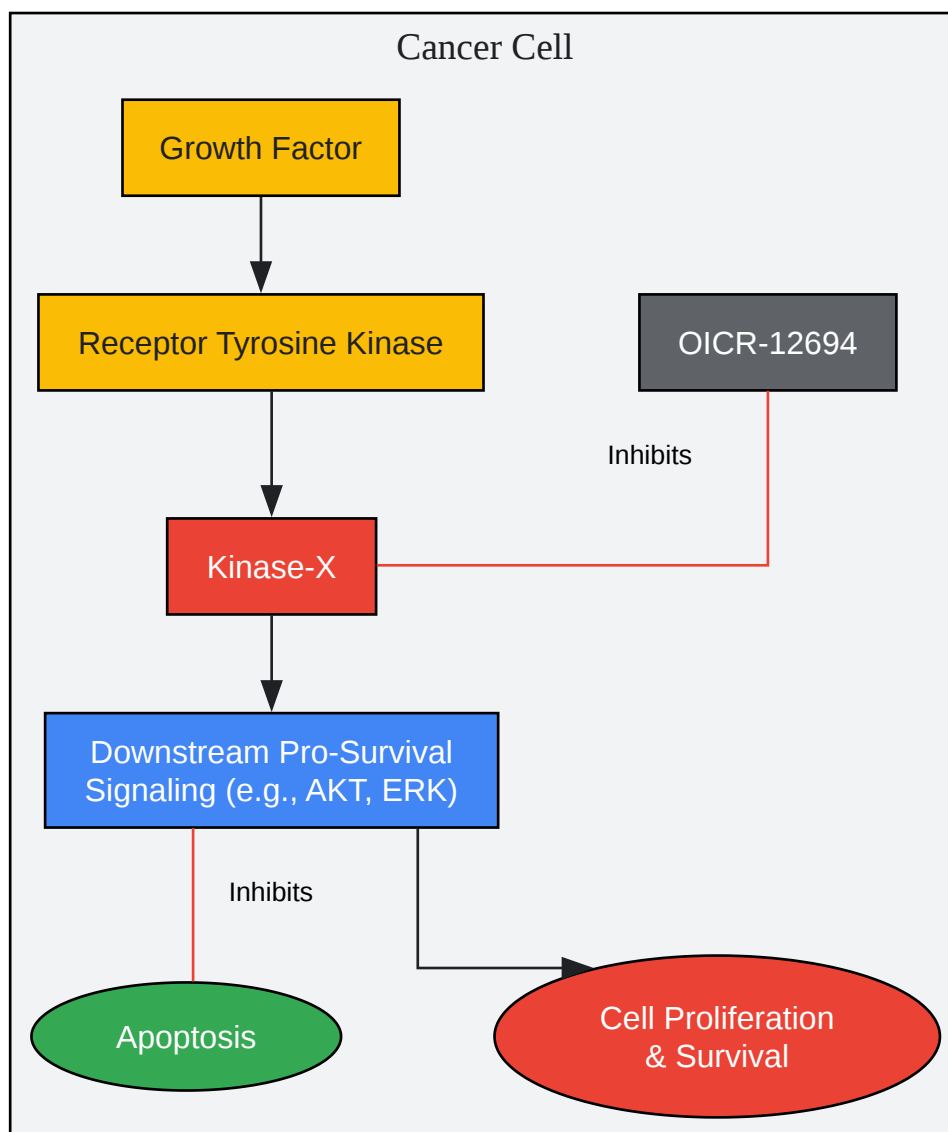 Cancer Cell
Growth Factor
Receptor Tyrosine Kinase
OICR-12694
Inhibits
Kinase-X
Downstream Pro-Survival
Signaling (e.g., AKT, ERK)
Inhibits
Apoptosis
Cell Proliferation
& Survival